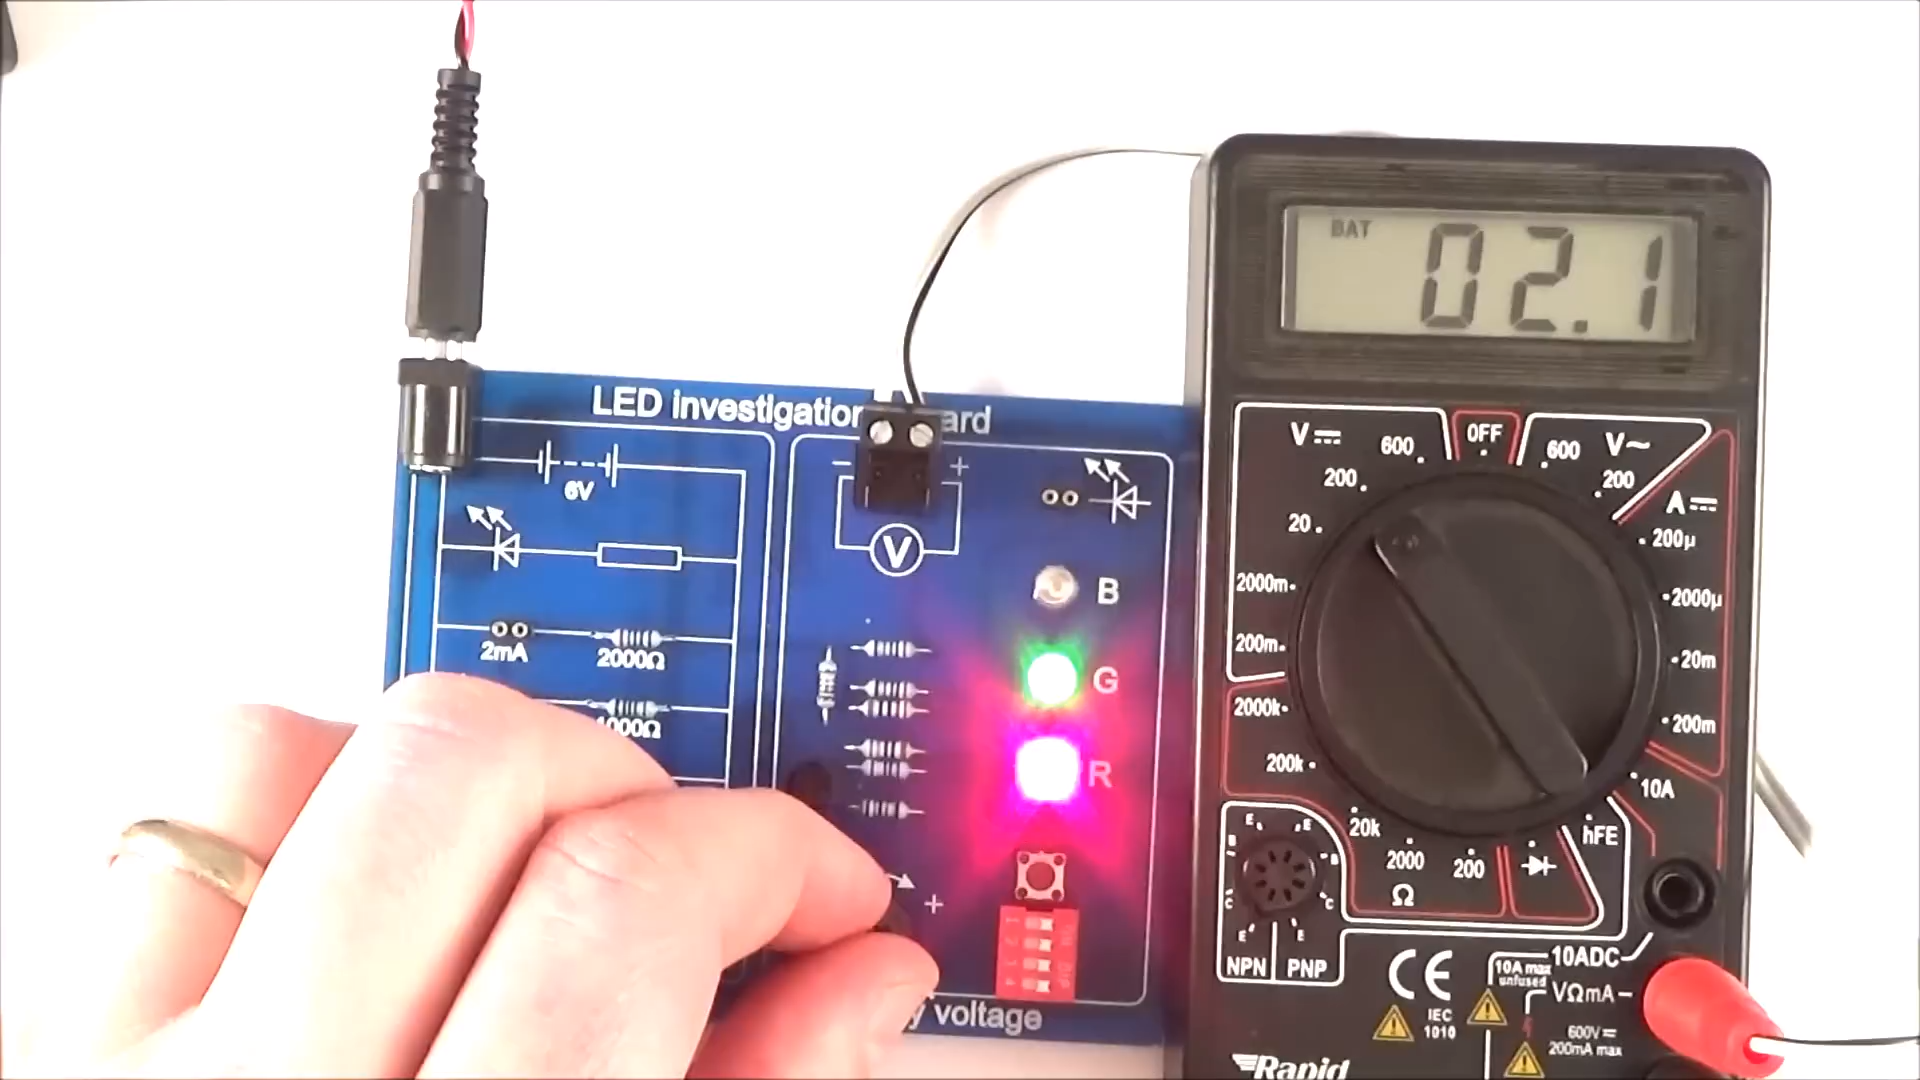 LED investigation ard
6V
2mA
2000Ω
1000Ω
V
B
G
R
+
y voltage
BAT
02.1
V⎓ 600 OFF 600 V~
200 200
20 A⎓
200µ
2000m 2000µ
200m 20m
2000k 200m
200k 10A
20k hFE
2000 200
Ω
NPN PNP
E E
B B
C C
E E
CE
IEC
1010
10ADC
10A max
unfused
VΩmA
600V⎓
200mA max
Rapid